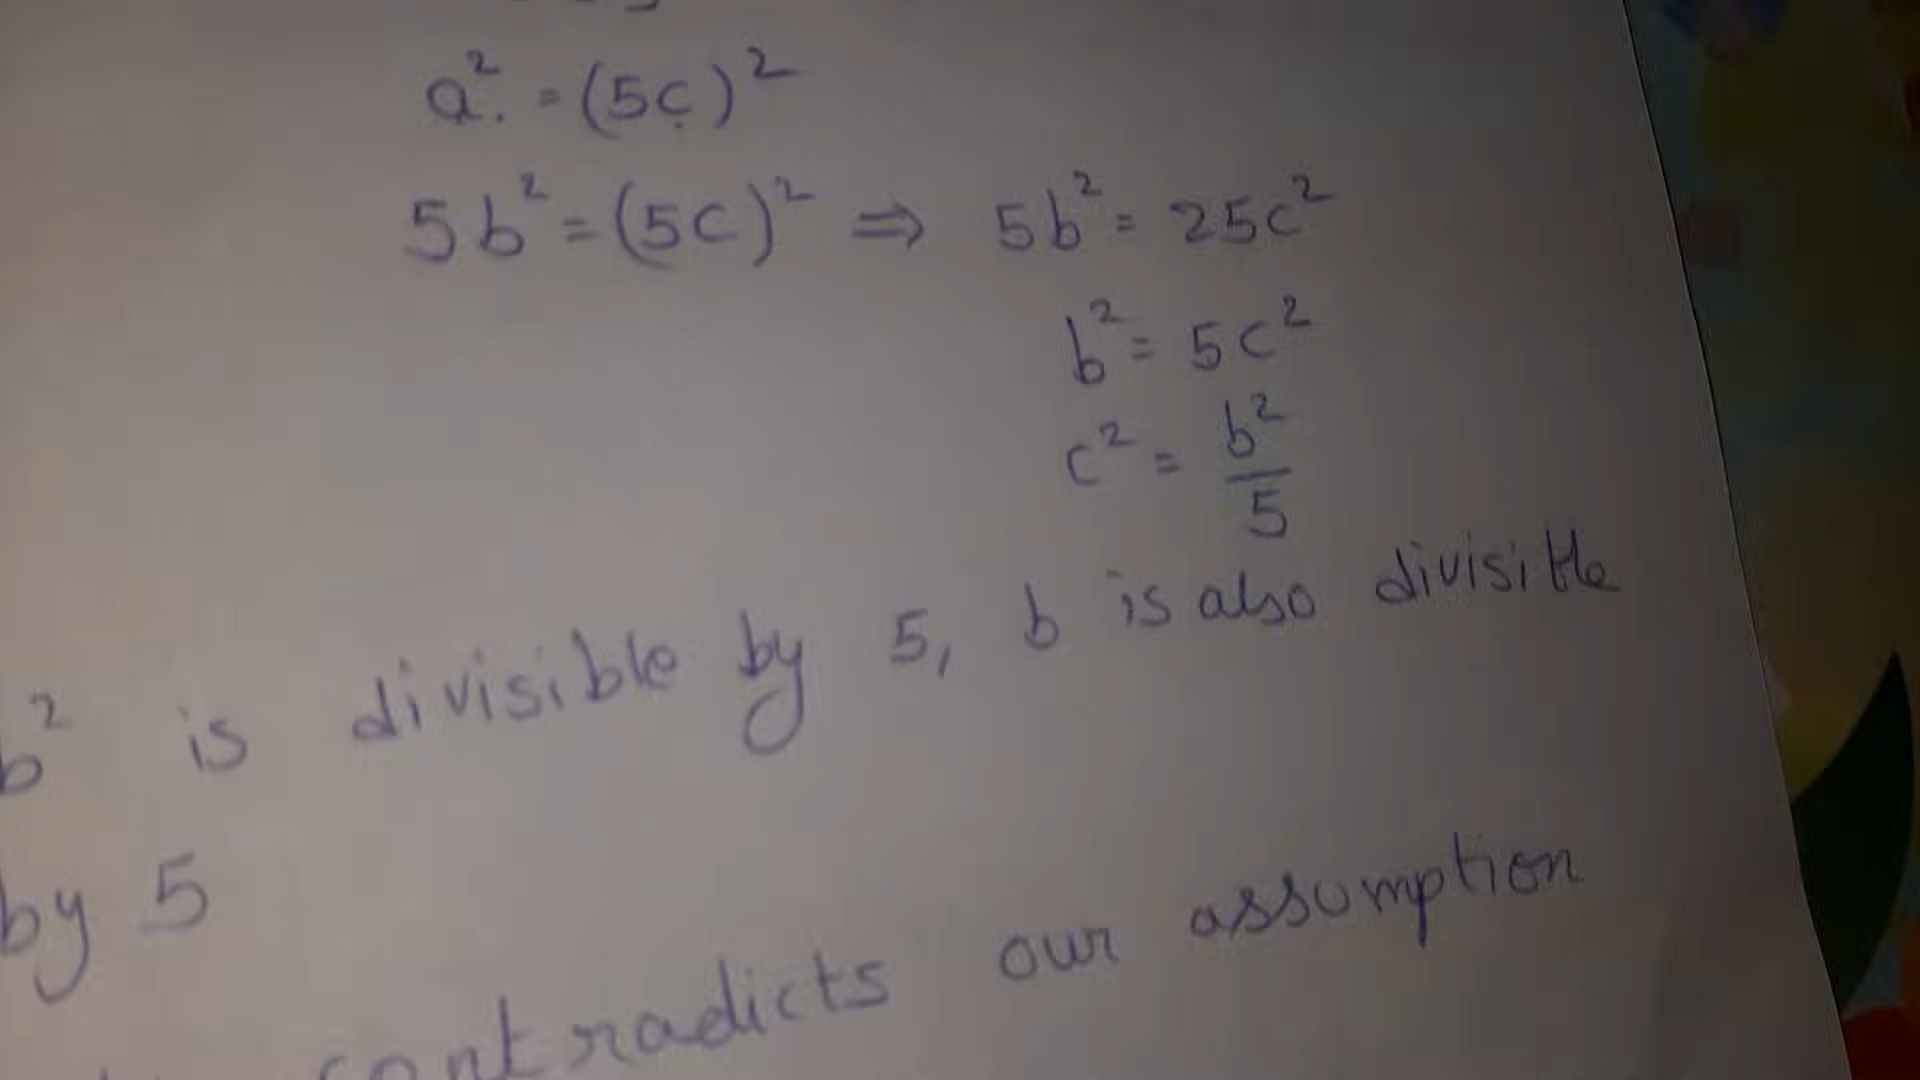 a² = (5c)²
5b² = (5c)² ⇒ 5b² = 25c²
b² = 5c²
c² = b²/5
b² is divisible by 5, b is also divisible
by 5
contradicts our assumption